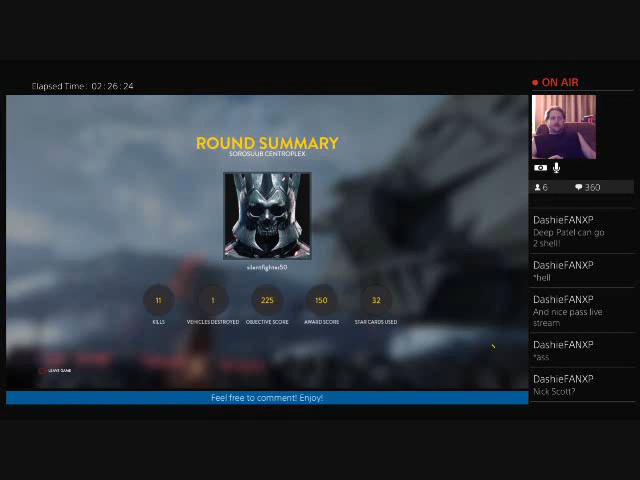 Elapsed Time: 02:26:24
ON AIR
ROUND SUMMARY
SOROSUUB CENTROPLEX
silentfighter50
11
1
225
150
32
KILLS
VEHICLES DESTROYED
OBJECTIVE SCORE
AWARD SCORE
STAR CARDS USED
LEAVE GAME
Feel free to comment! Enjoy!
6
360
DashieFANXP
Deep Patel can go
2 shell!
DashieFANXP
*hell
DashieFANXP
And nice pass live
stream
DashieFANXP
*ass
DashieFANXP
Nick Scott?